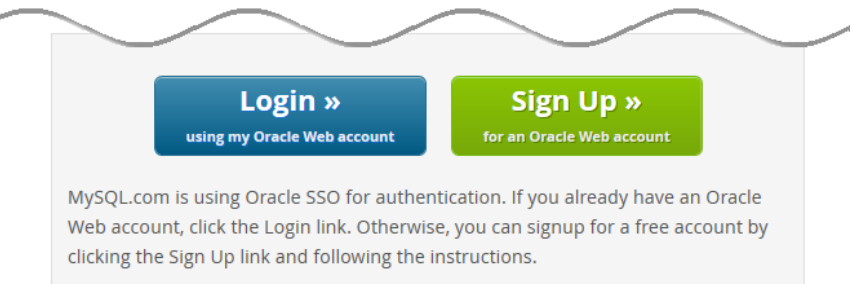 Login »
using my Oracle Web account
Sign Up »
for an Oracle Web account
MySQL.com is using Oracle SSO for authentication. If you already have an Oracle
Web account, click the Login link. Otherwise, you can signup for a free account by
clicking the Sign Up link and following the instructions.